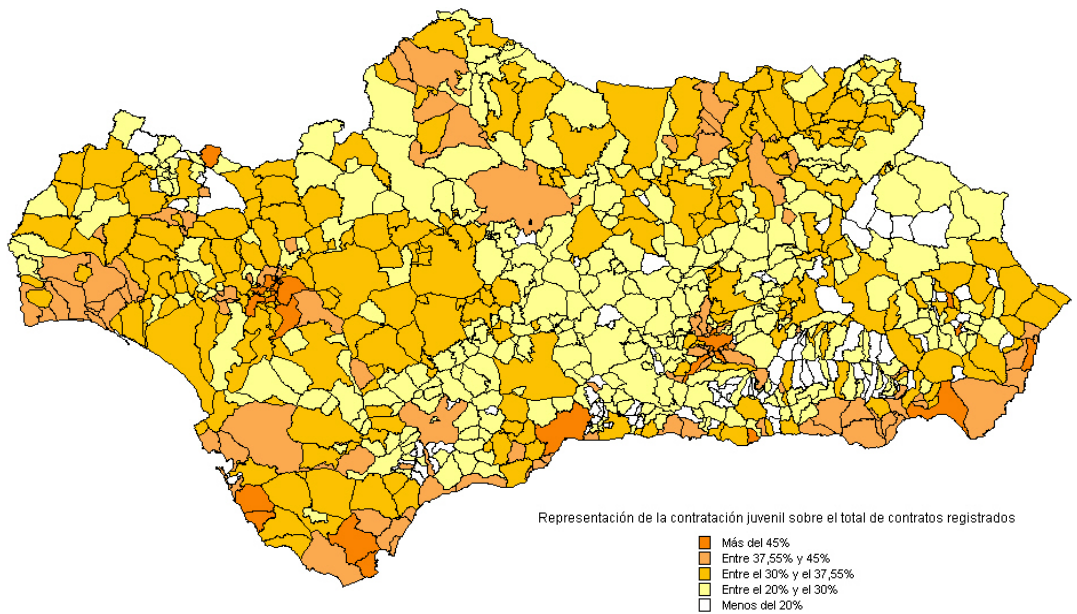 Representación de la contratación juvenil sobre el total de contratos registrados
Más del 45%
Entre 37,55% y 45%
Entre el 30% y el 37,55%
Entre el 20% y el 30%
Menos del 20%